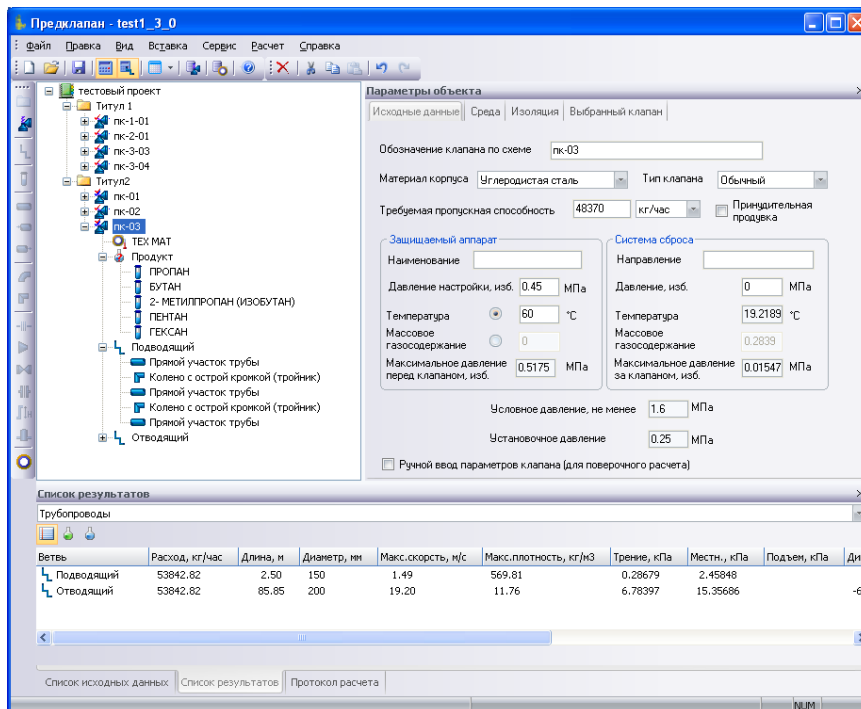 Предклапан - test1_3_0
Файл Правка Вид Вставка Сервис Расчет Справка
тестовый проект
Титул 1
пк-1-01
пк-2-01
пк-3-03
пк-3-04
Титул2
пк-01
пк-02
пк-03
ТЕХ МАТ
Продукт
ПРОПАН
БУТАН
2- МЕТИЛПРОПАН (ИЗОБУТАН)
ПЕНТАН
ГЕКСАН
Подводящий
Прямой участок трубы
Колено с острой кромкой (тройник)
Прямой участок трубы
Колено с острой кромкой (тройник)
Прямой участок трубы
Отводящий
Параметры объекта
Исходные данные Среда Изоляция Выбранный клапан
Обозначение клапана по схеме пк-03
Материал корпуса Углеродистая сталь Тип клапана Обычный
Требуемая пропускная способность 48370 кг/час Принудительная
продувка
Защищаемый аппарат
Наименование
Давление настройки, изб. 0.45 МПа
Температура 60 °C
Массовое
газосодержание 0
Максимальное давление
перед клапаном, изб. 0.5175 МПа
Система сброса
Направление
Давление, изб. 0 МПа
Температура 19.2189 °C
Массовое
газосодержание 0.2839
Максимальное давление
за клапаном, изб. 0.01547 МПа
Условное давление, не менее 1.6 МПа
Установочное давление 0.25 МПа
Ручной ввод параметров клапана (для поверочного расчета)
Список результатов
Трубопроводы
Ветвь Расход, кг/час Длина, м Диаметр, мм Макс.скорсть, м/с Макс.плотность, кг/м3 Трение, кПа Местн., кПа Подъем, кПа Ди
Подводящий 53842.82 2.50 150 1.49 569.81 0.28679 2.45848
Отводящий 53842.82 85.85 200 19.20 11.76 6.78397 15.35686 -6
Список исходных данных Список результатов Протокол расчета
NUM